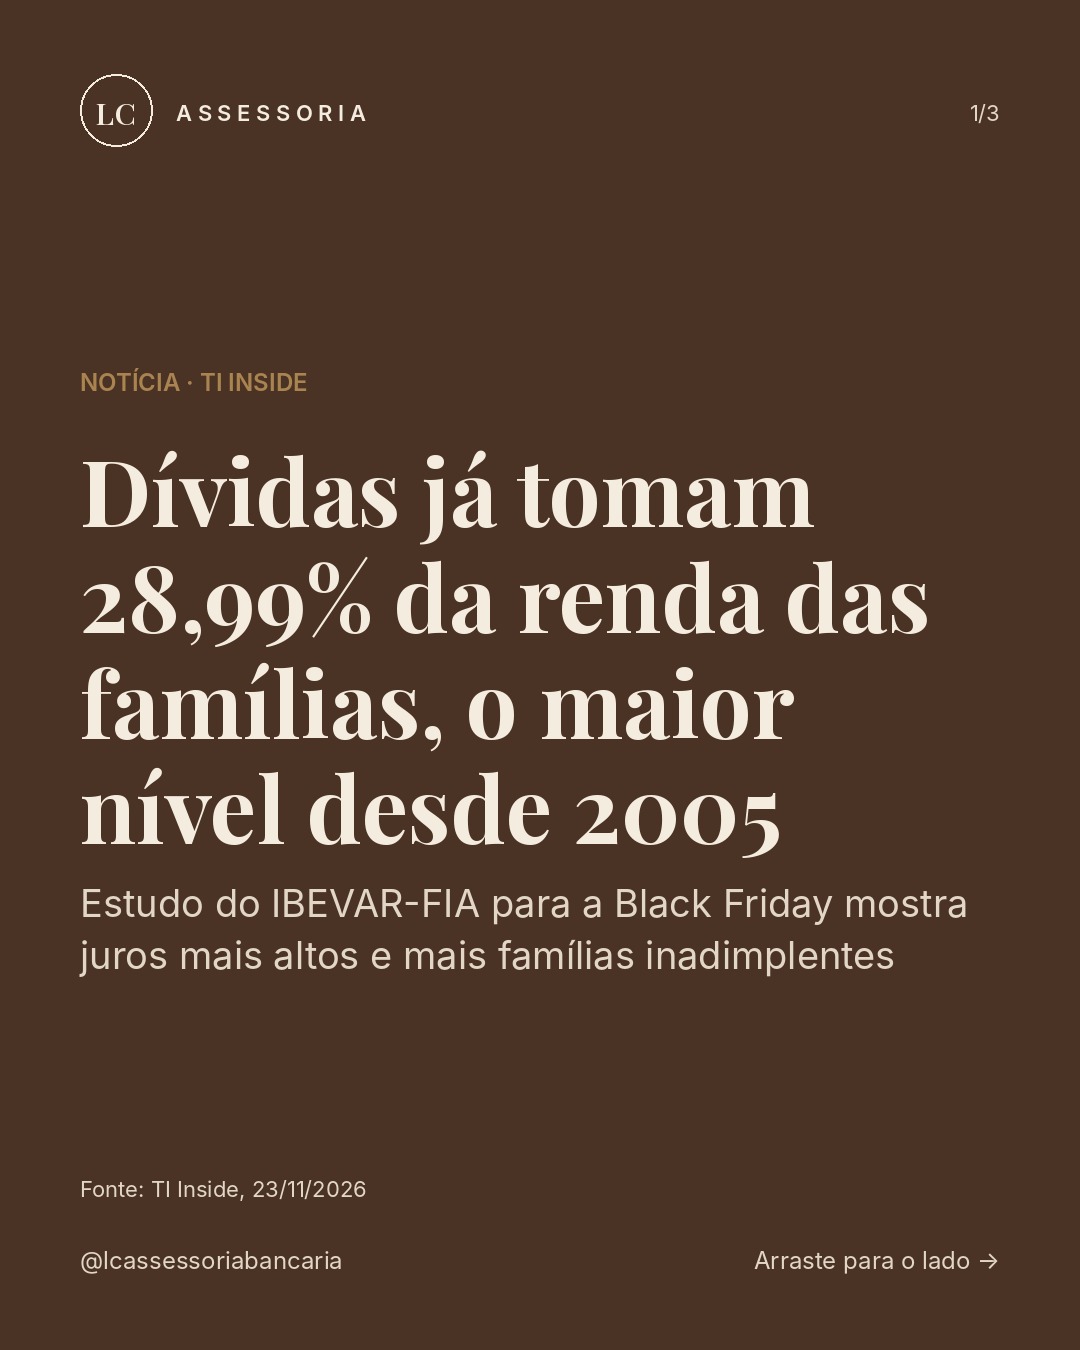 LC ASSESSORIA
1/3
NOTÍCIA · TI INSIDE
Dívidas já tomam
28,99% da renda das
famílias, o maior
nível desde 2005
Estudo do IBEVAR-FIA para a Black Friday mostra
juros mais altos e mais famílias inadimplentes
Fonte: TI Inside, 23/11/2026
@lcassessoriabancaria
Arraste para o lado →